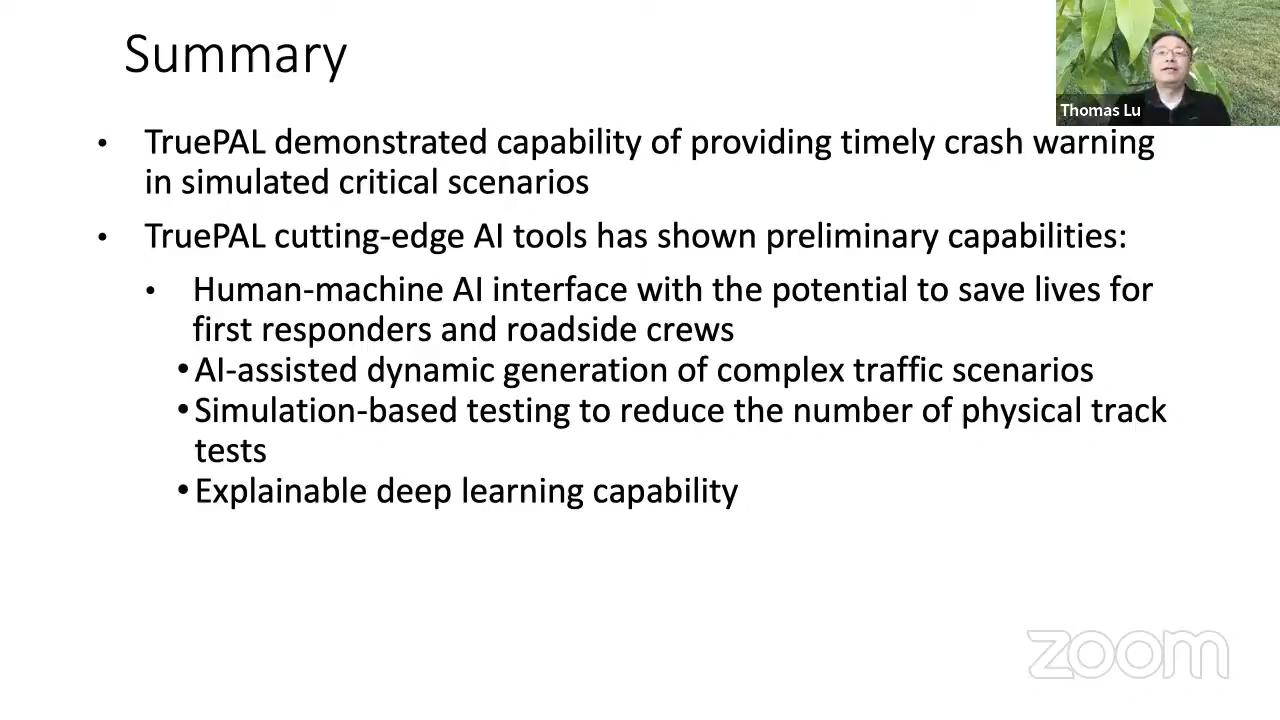 Summary
Thomas Lu
• TruePAL demonstrated capability of providing timely crash warning
in simulated critical scenarios
• TruePAL cutting-edge AI tools has shown preliminary capabilities:
• Human-machine AI interface with the potential to save lives for
first responders and roadside crews
• AI-assisted dynamic generation of complex traffic scenarios
• Simulation-based testing to reduce the number of physical track
tests
• Explainable deep learning capability
zoom